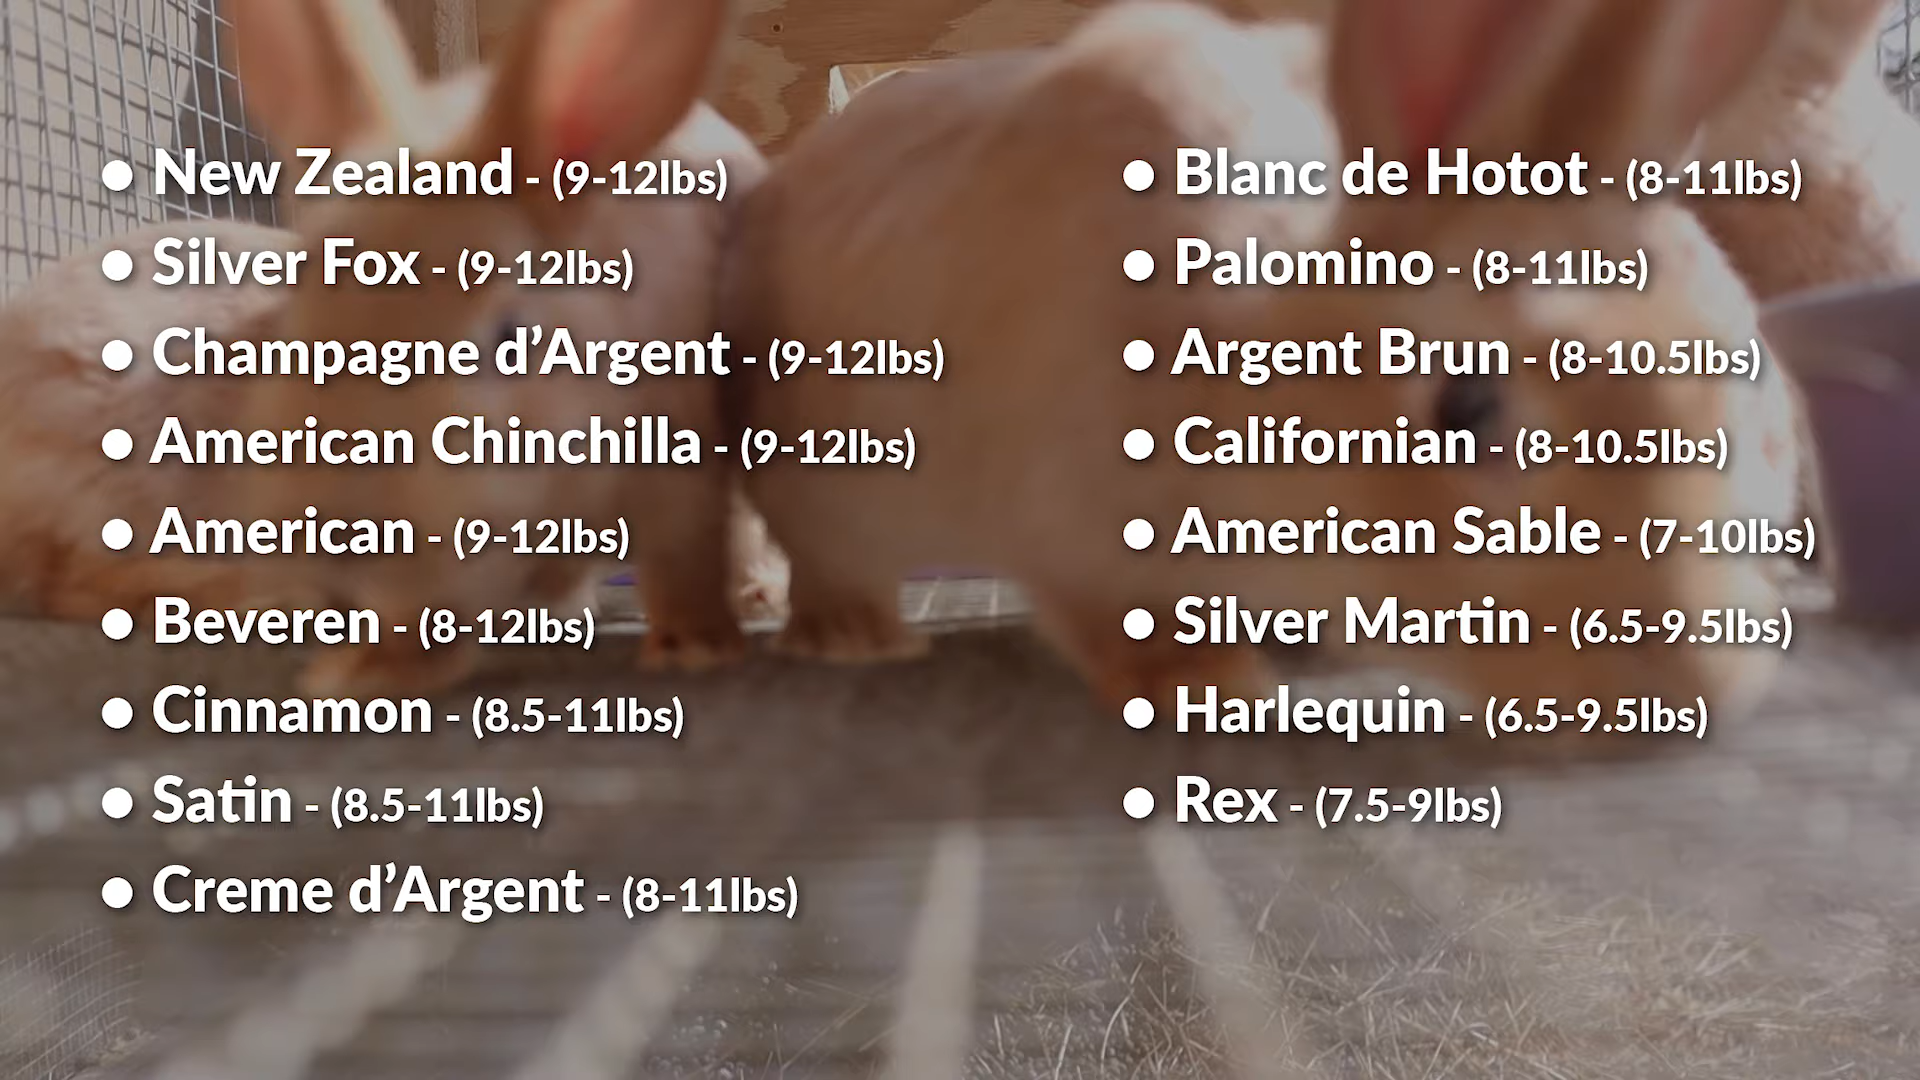 ● New Zealand - (9-12lbs)
● Silver Fox - (9-12lbs)
● Champagne d’Argent - (9-12lbs)
● American Chinchilla - (9-12lbs)
● American - (9-12lbs)
● Beveren - (8-12lbs)
● Cinnamon - (8.5-11lbs)
● Satin - (8.5-11lbs)
● Creme d’Argent - (8-11lbs)
● Blanc de Hotot - (8-11lbs)
● Palomino - (8-11lbs)
● Argent Brun - (8-10.5lbs)
● Californian - (8-10.5lbs)
● American Sable - (7-10lbs)
● Silver Martin - (6.5-9.5lbs)
● Harlequin - (6.5-9.5lbs)
● Rex - (7.5-9lbs)